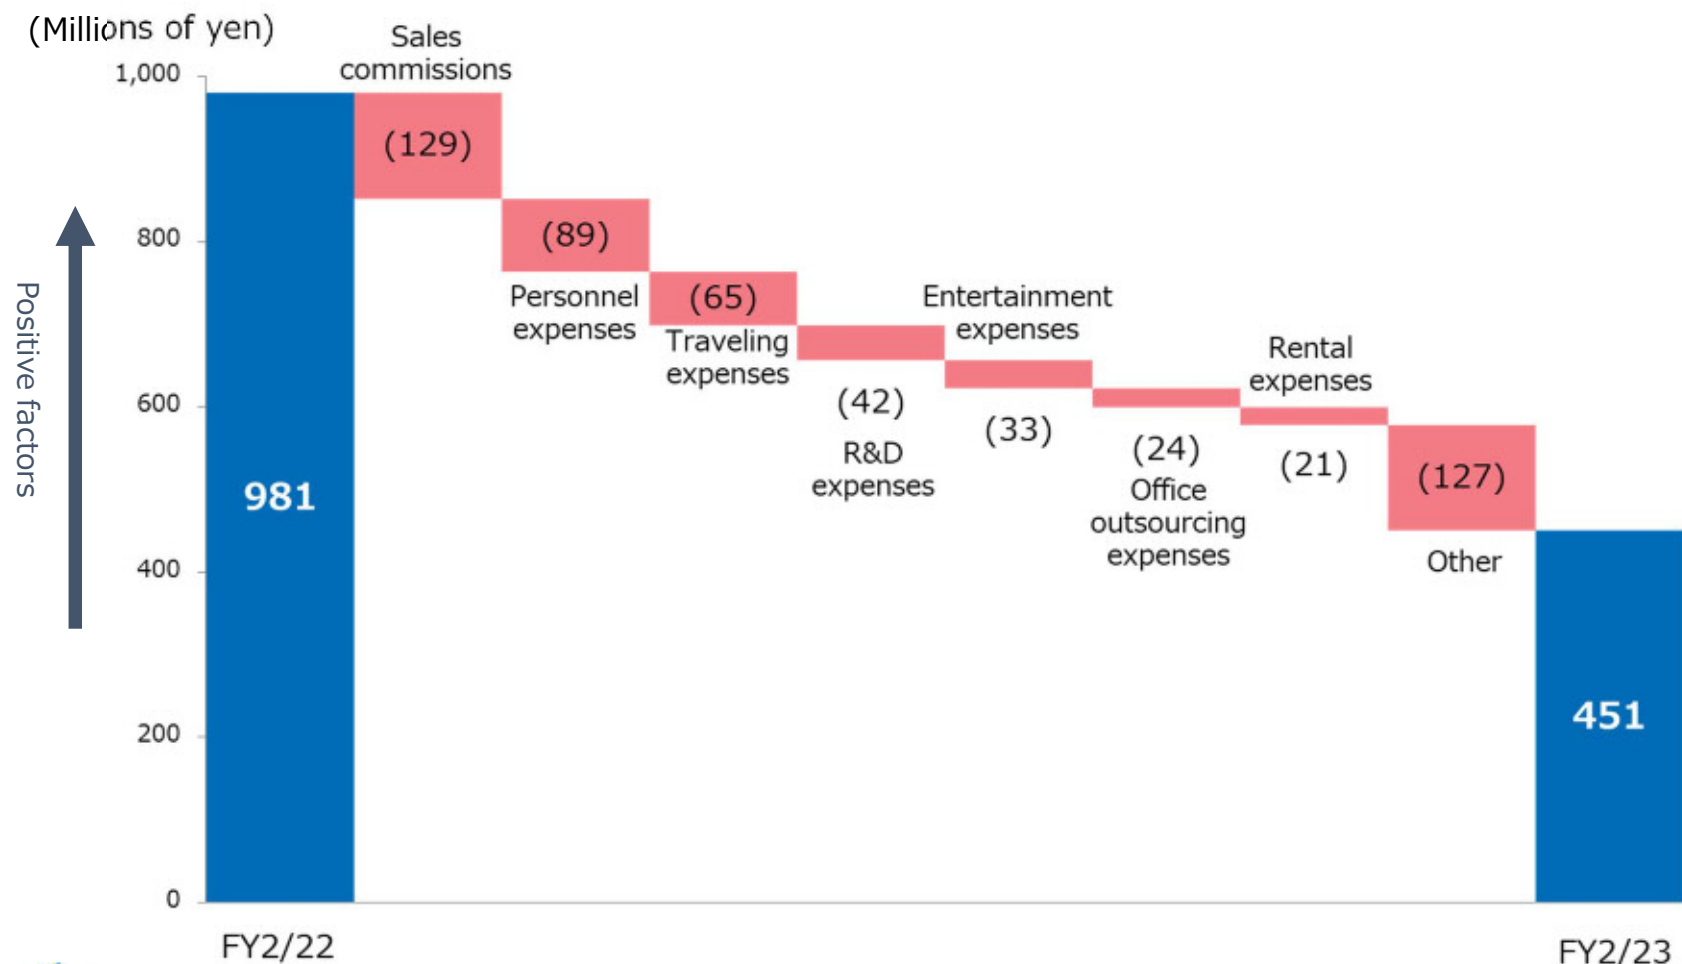 (Millions of yen)
Sales
commissions
1,000
(129)
800
(89)
Personnel
expenses
(65)
Traveling
expenses
Entertainment
expenses
(42)
R&D
expenses
(33)
Rental
expenses
(24)
Office
outsourcing
expenses
(21)
(127)
Other
600
400
200
0
Positive factors
981
451
FY2/22
FY2/23